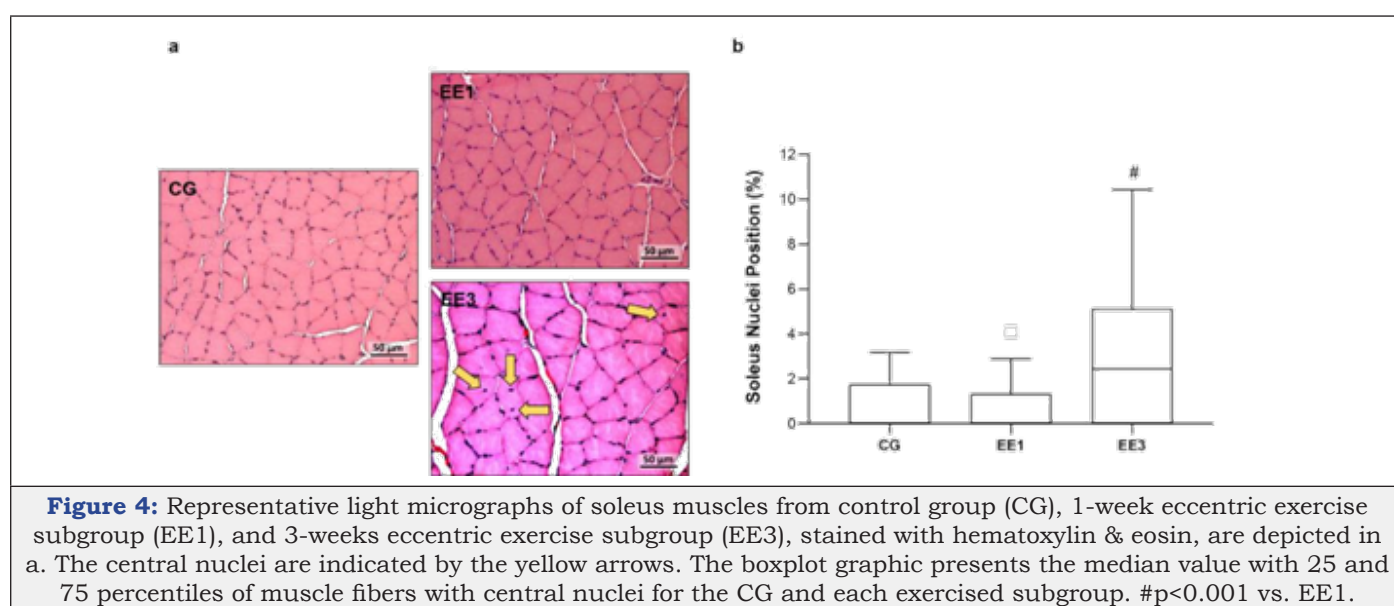 a
b
EE1
50 µm
CG
50 µm
EE3
50 µm
Soleus Nuclei Position (%)
12
10
8
6
4
2
0
#
CG
EE1
EE3
Figure 4: Representative light micrographs of soleus muscles from control group (CG), 1-week eccentric exercise
subgroup (EE1), and 3-weeks eccentric exercise subgroup (EE3), stained with hematoxylin & eosin, are depicted in
a. The central nuclei are indicated by the yellow arrows. The boxplot graphic presents the median value with 25 and
75 percentiles of muscle fibers with central nuclei for the CG and each exercised subgroup. #p<0.001 vs. EE1.